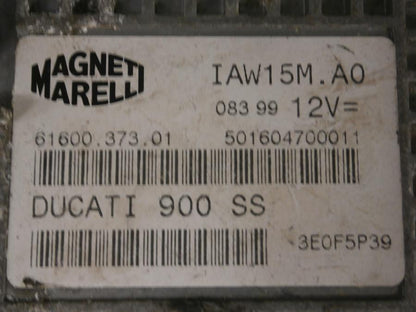 MAGNETI MARELLI
IAW15M.A0
083 99 12V=
61600.373.01 501604700011
DUCATI 900 SS
3E0F5P39